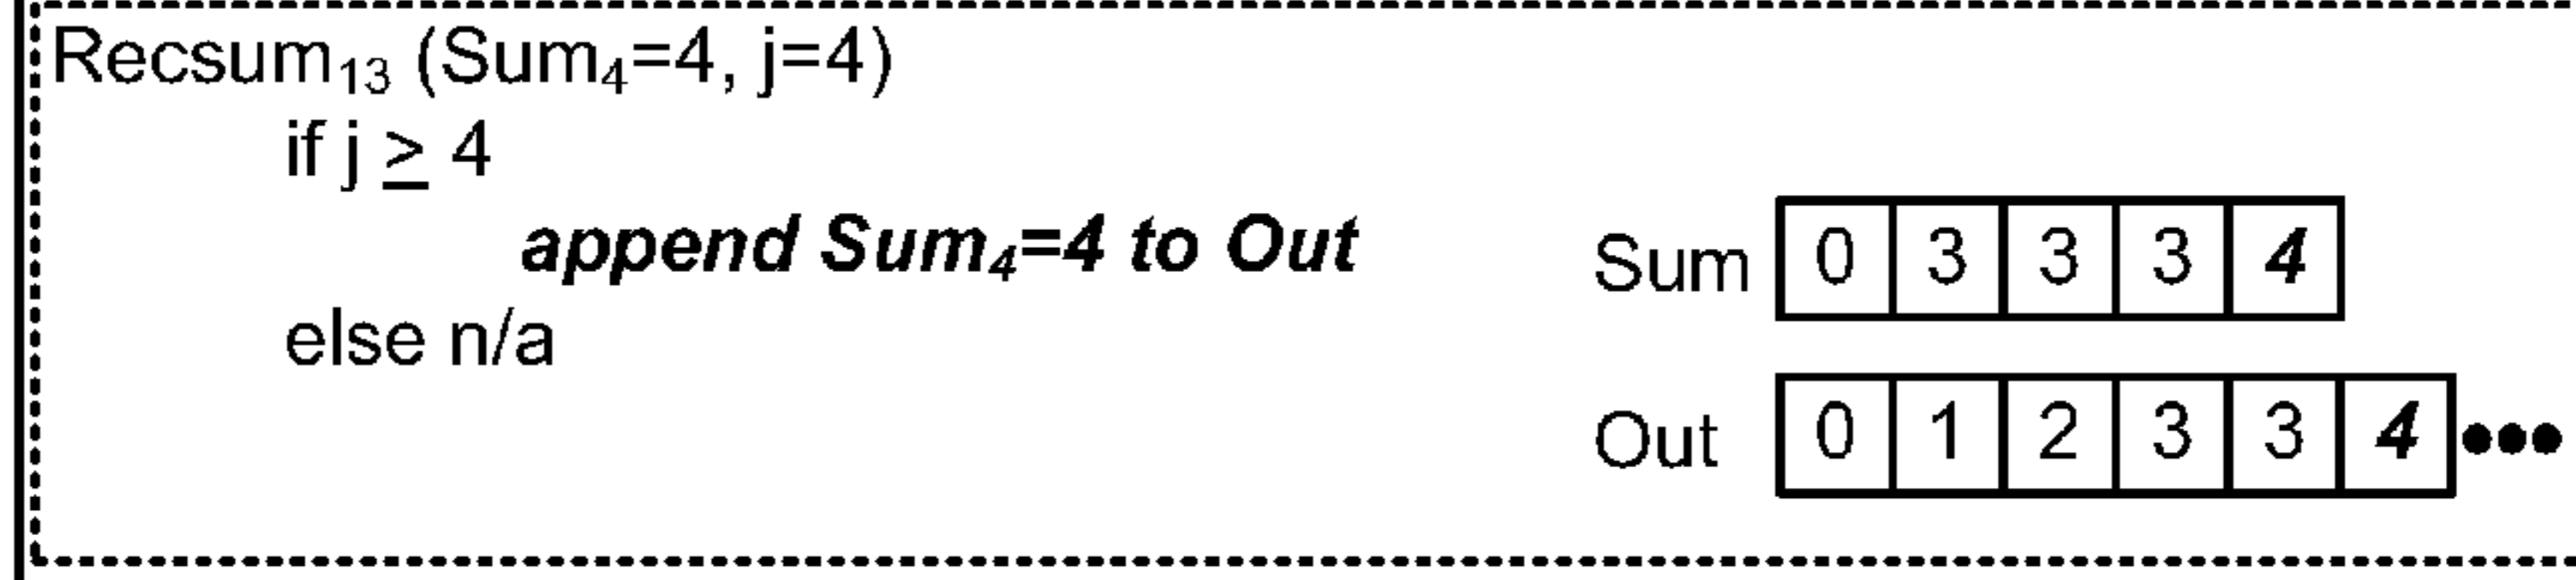 Recsum₁₃ (Sum₄=4, j=4)
if j ≥ 4
append Sum₄=4 to Out
else n/a
Sum 0 3 3 3 4
Out 0 1 2 3 3 4 •••